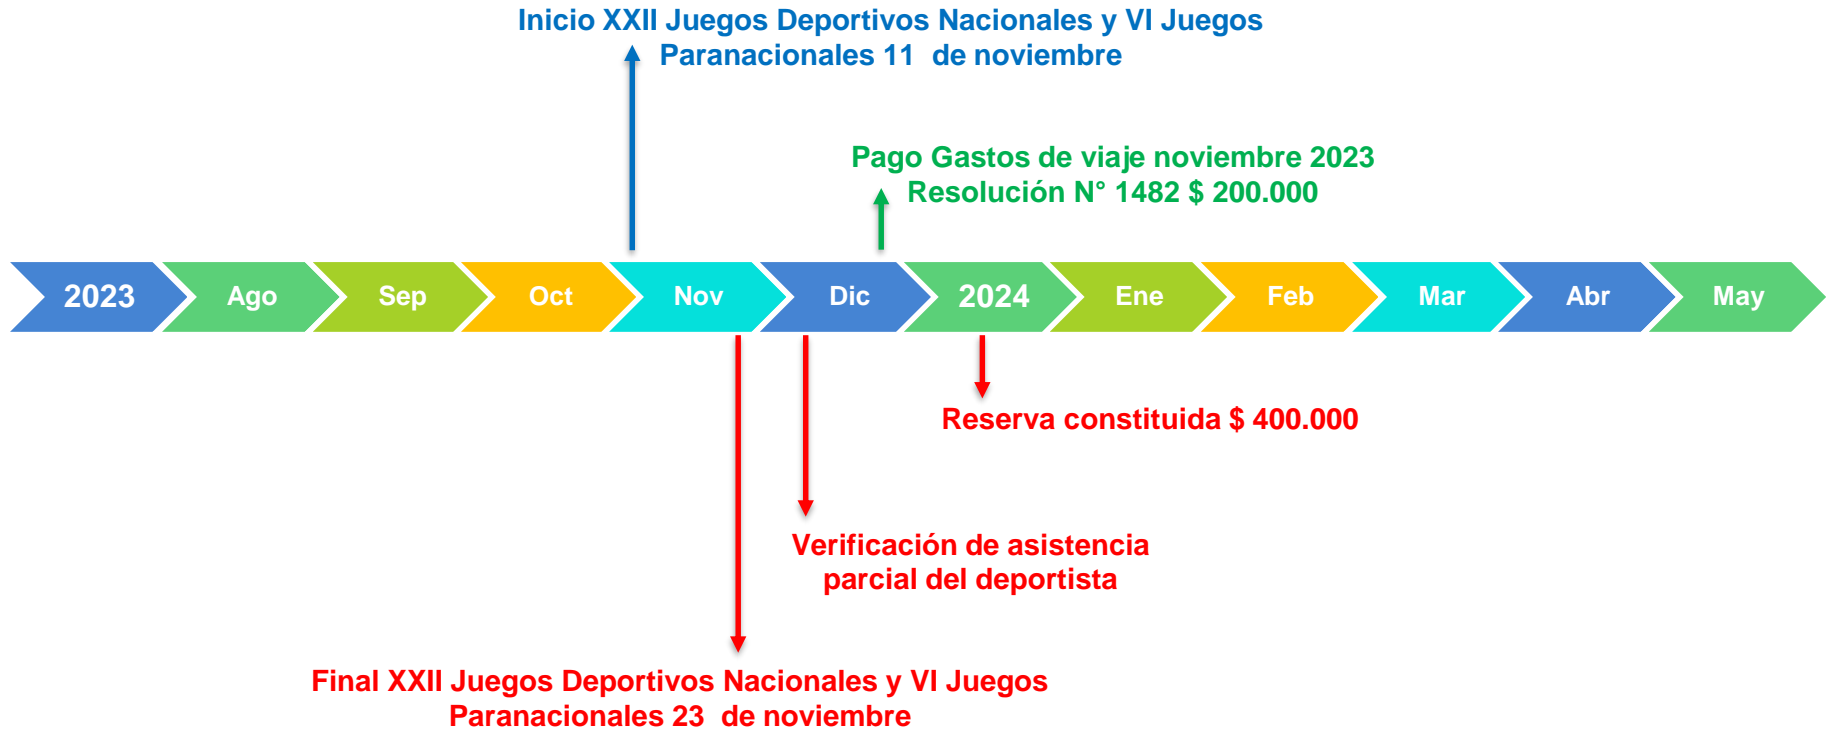 Inicio XXII Juegos Deportivos Nacionales y VI Juegos
Paranacionales 11 de noviembre
Pago Gastos de viaje noviembre 2023
Resolución N° 1482 $ 200.000
2023
Ago
Sep
Oct
Nov
Dic
2024
Ene
Feb
Mar
Abr
May
Reserva constituida $ 400.000
Verificación de asistencia
parcial del deportista
Final XXII Juegos Deportivos Nacionales y VI Juegos
Paranacionales 23 de noviembre